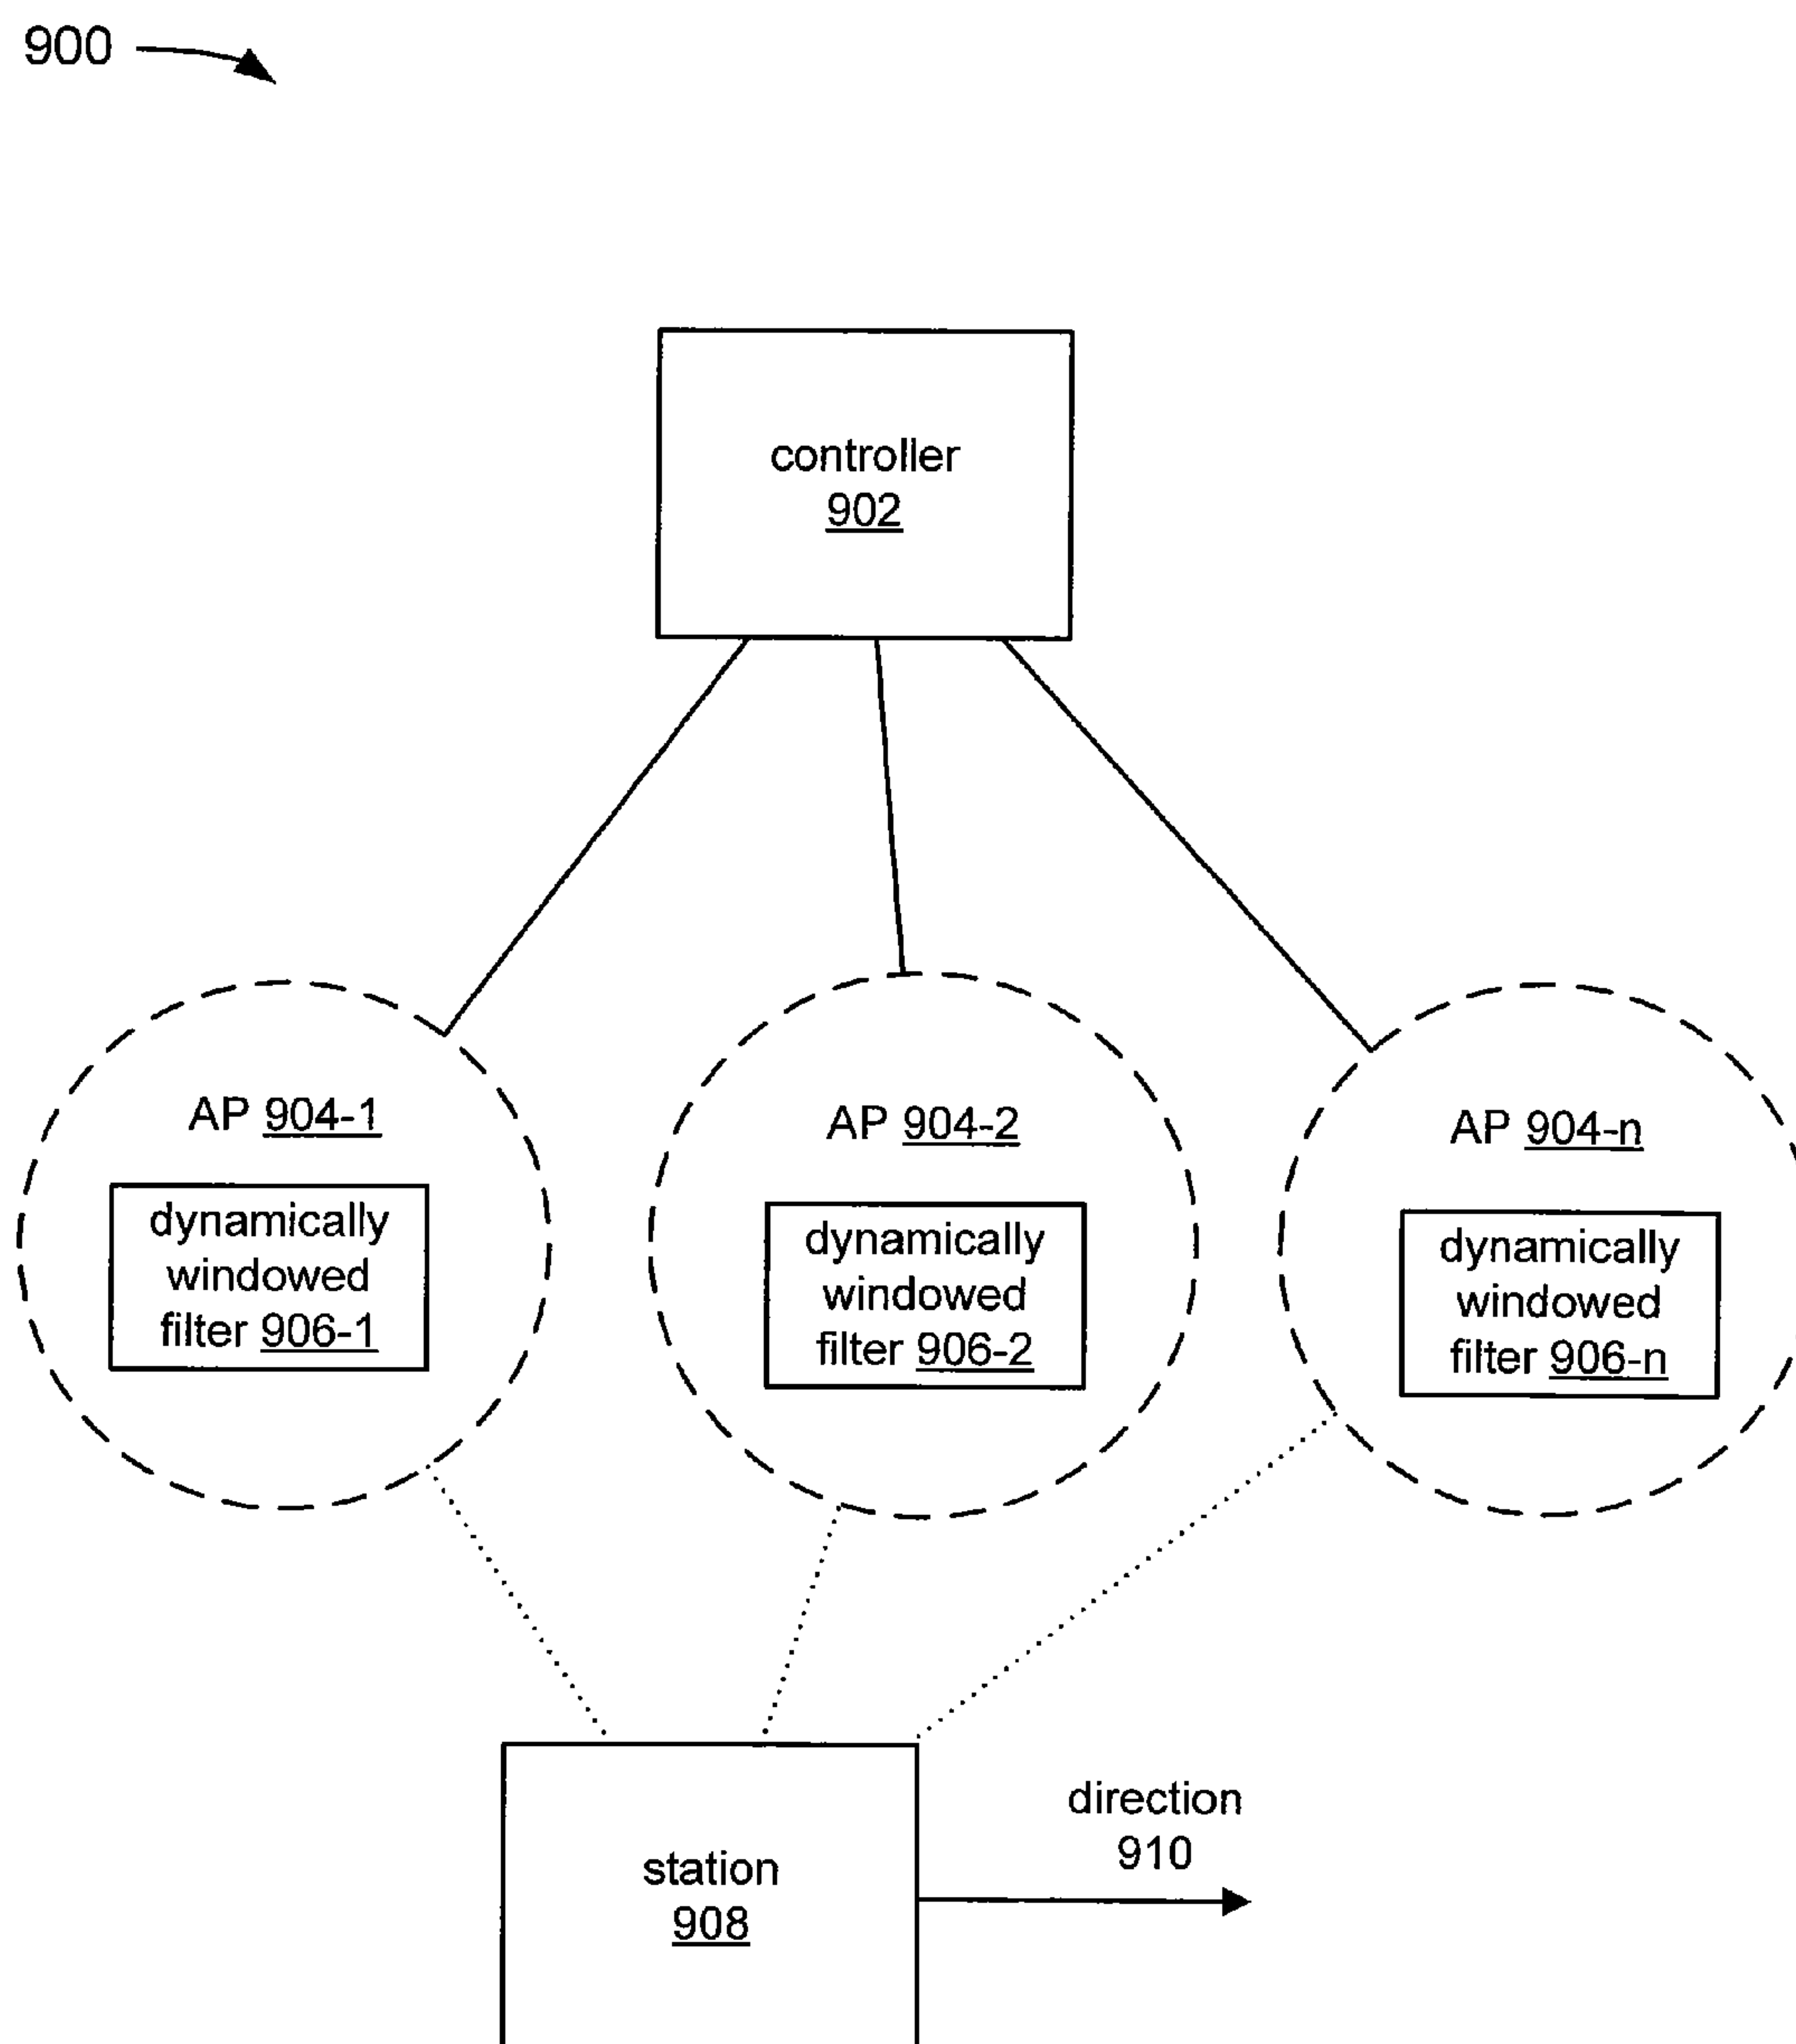 900
controller
902
AP 904-1
dynamically
windowed
filter 906-1
AP 904-2
dynamically
windowed
filter 906-2
AP 904-n
dynamically
windowed
filter 906-n
direction
910
station
908